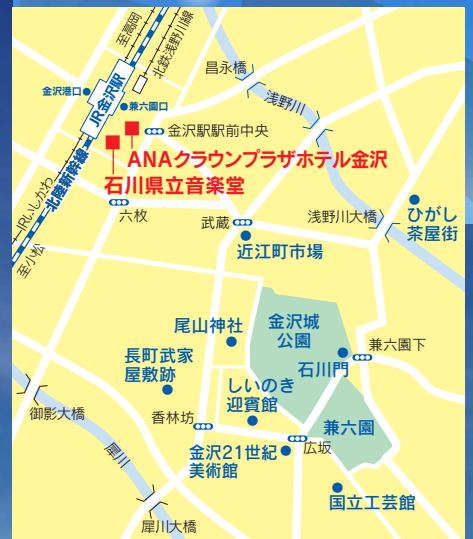 至高岡
北鉄浅野川線
昌永橋
金沢港口
兼六園口
浅野川
JR金沢駅
金沢駅駅前中央
ANAクラウンプラザホテル金沢
石川県立音楽堂
北陸新幹線
JRいしかわ
至小松
六枚
武蔵
浅野川大橋
ひがし
茶屋街
近江町市場
尾山神社
金沢城
公園
兼六園下
長町武家
屋敷跡
石川門
しいのき
迎賓館
御影大橋
香林坊
兼六園
広坂
金沢21世紀
美術館
犀川
国立工芸館
犀川大橋